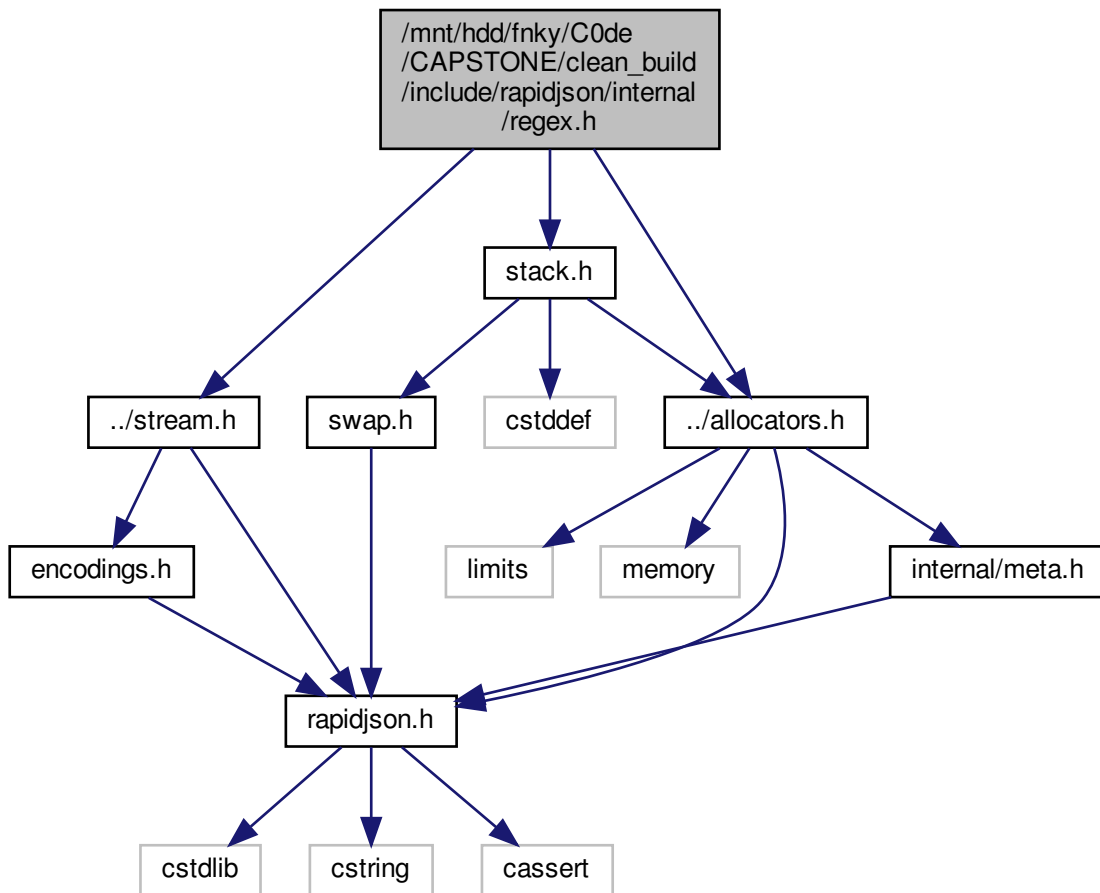 /mnt/hdd/fnky/C0de
/CAPSTONE/clean_build
/include/rapidjson/internal
/regex.h
stack.h
../stream.h
swap.h
cstddef
../allocators.h
encodings.h
limits
memory
internal/meta.h
rapidjson.h
cstdlib
cstring
cassert